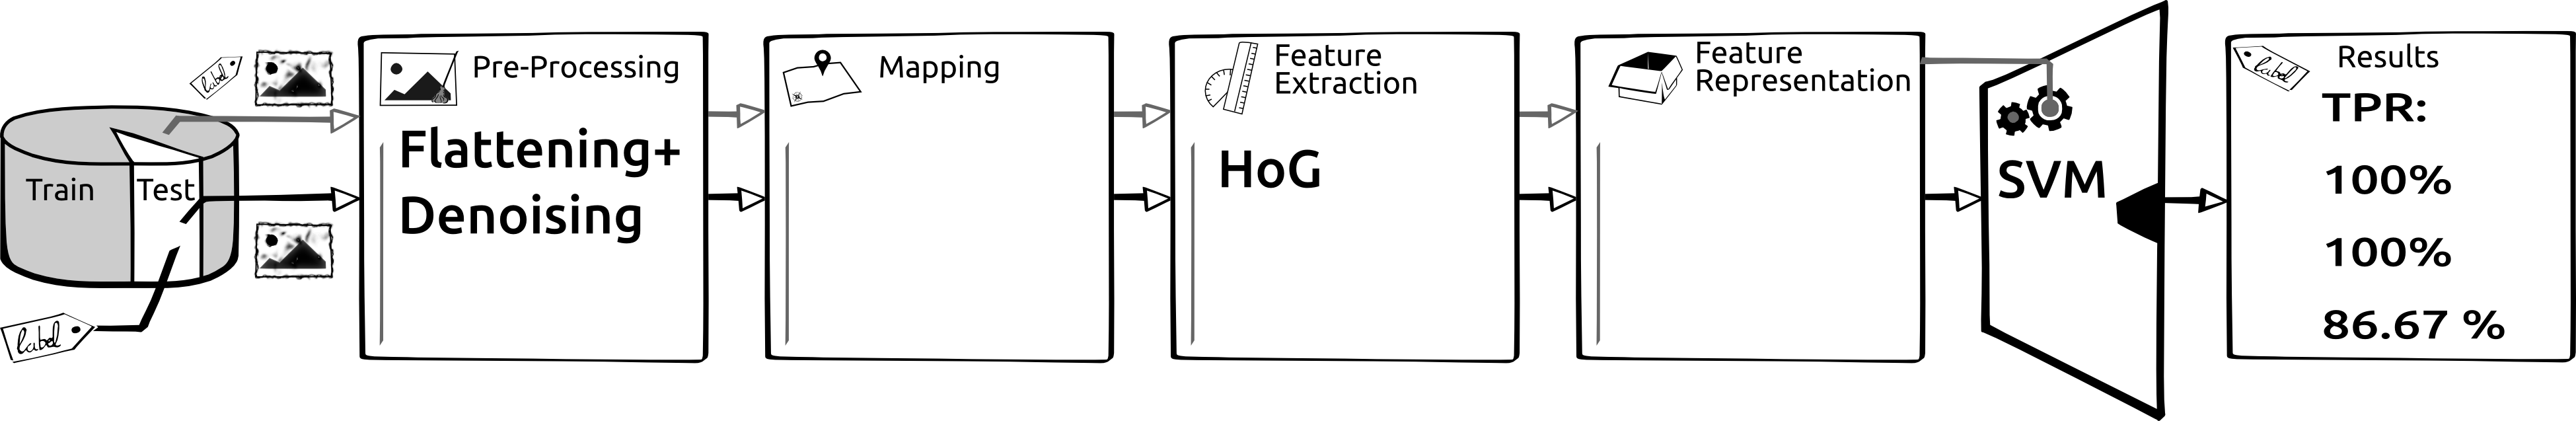 label
Train
Test
label
Pre-Processing
Flattening+
Denoising
Mapping
Feature
Extraction
HoG
Feature
Representation
SVM
label
Results
TPR:
100%
100%
86.67 %